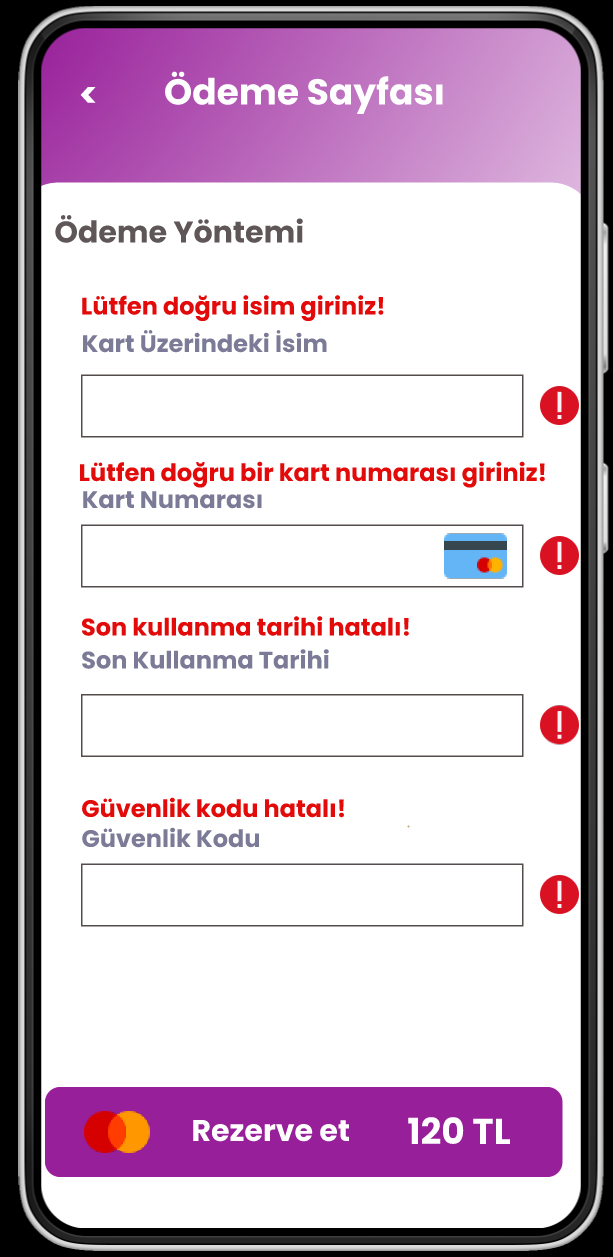 < Ödeme Sayfası
Ödeme Yöntemi
Lütfen doğru isim giriniz!
Kart Üzerindeki İsim
!
Lütfen doğru bir kart numarası giriniz!
Kart Numarası
!
Son kullanma tarihi hatalı!
Son Kullanma Tarihi
!
Güvenlik kodu hatalı!
Güvenlik Kodu
!
Rezerve et 120 TL